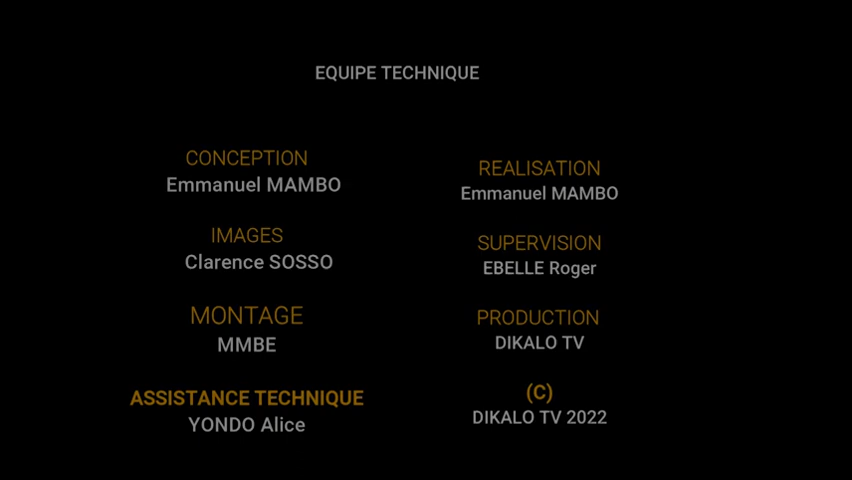 EQUIPE TECHNIQUE
CONCEPTION
Emmanuel MAMBO
IMAGES
Clarence SOSSO
MONTAGE
MMBE
ASSISTANCE TECHNIQUE
YONDO Alice
REALISATION
Emmanuel MAMBO
SUPERVISION
EBELLE Roger
PRODUCTION
DIKALO TV
(C)
DIKALO TV 2022